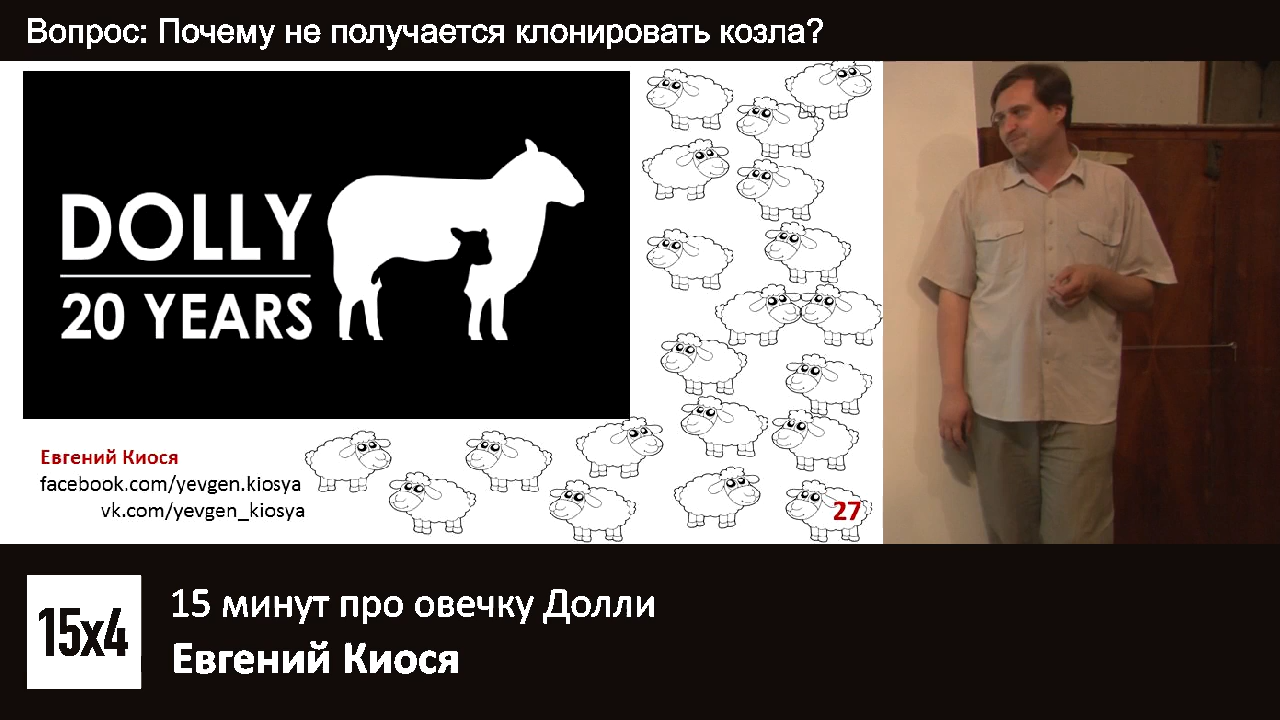 Вопрос: Почему не получается клонировать козла?
DOLLY
20 YEARS
Евгений Киося
facebook.com/yevgen.kiosya
vk.com/yevgen_kiosya
27
15x4
15 минут про овечку Долли
Евгений Киося